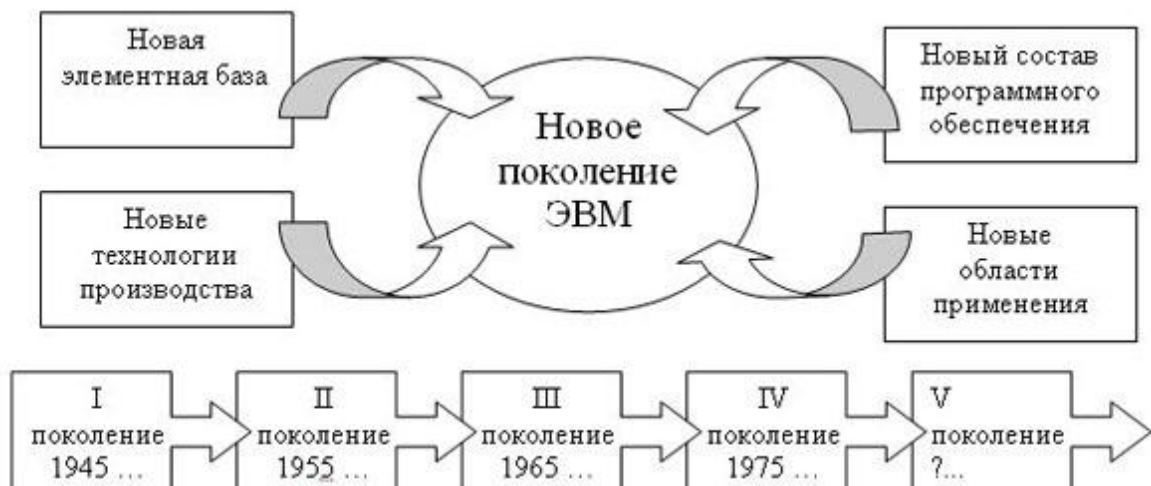 Новая
элементная база
Новый состав
программного
обеспечения
Новое
поколение
ЭВМ
Новые
технологии
производства
Новые
области
применения
I
поколение
1945 ...
II
поколение
1955 ...
III
поколение
1965 ...
IV
поколение
1975 ...
V
поколение
?...